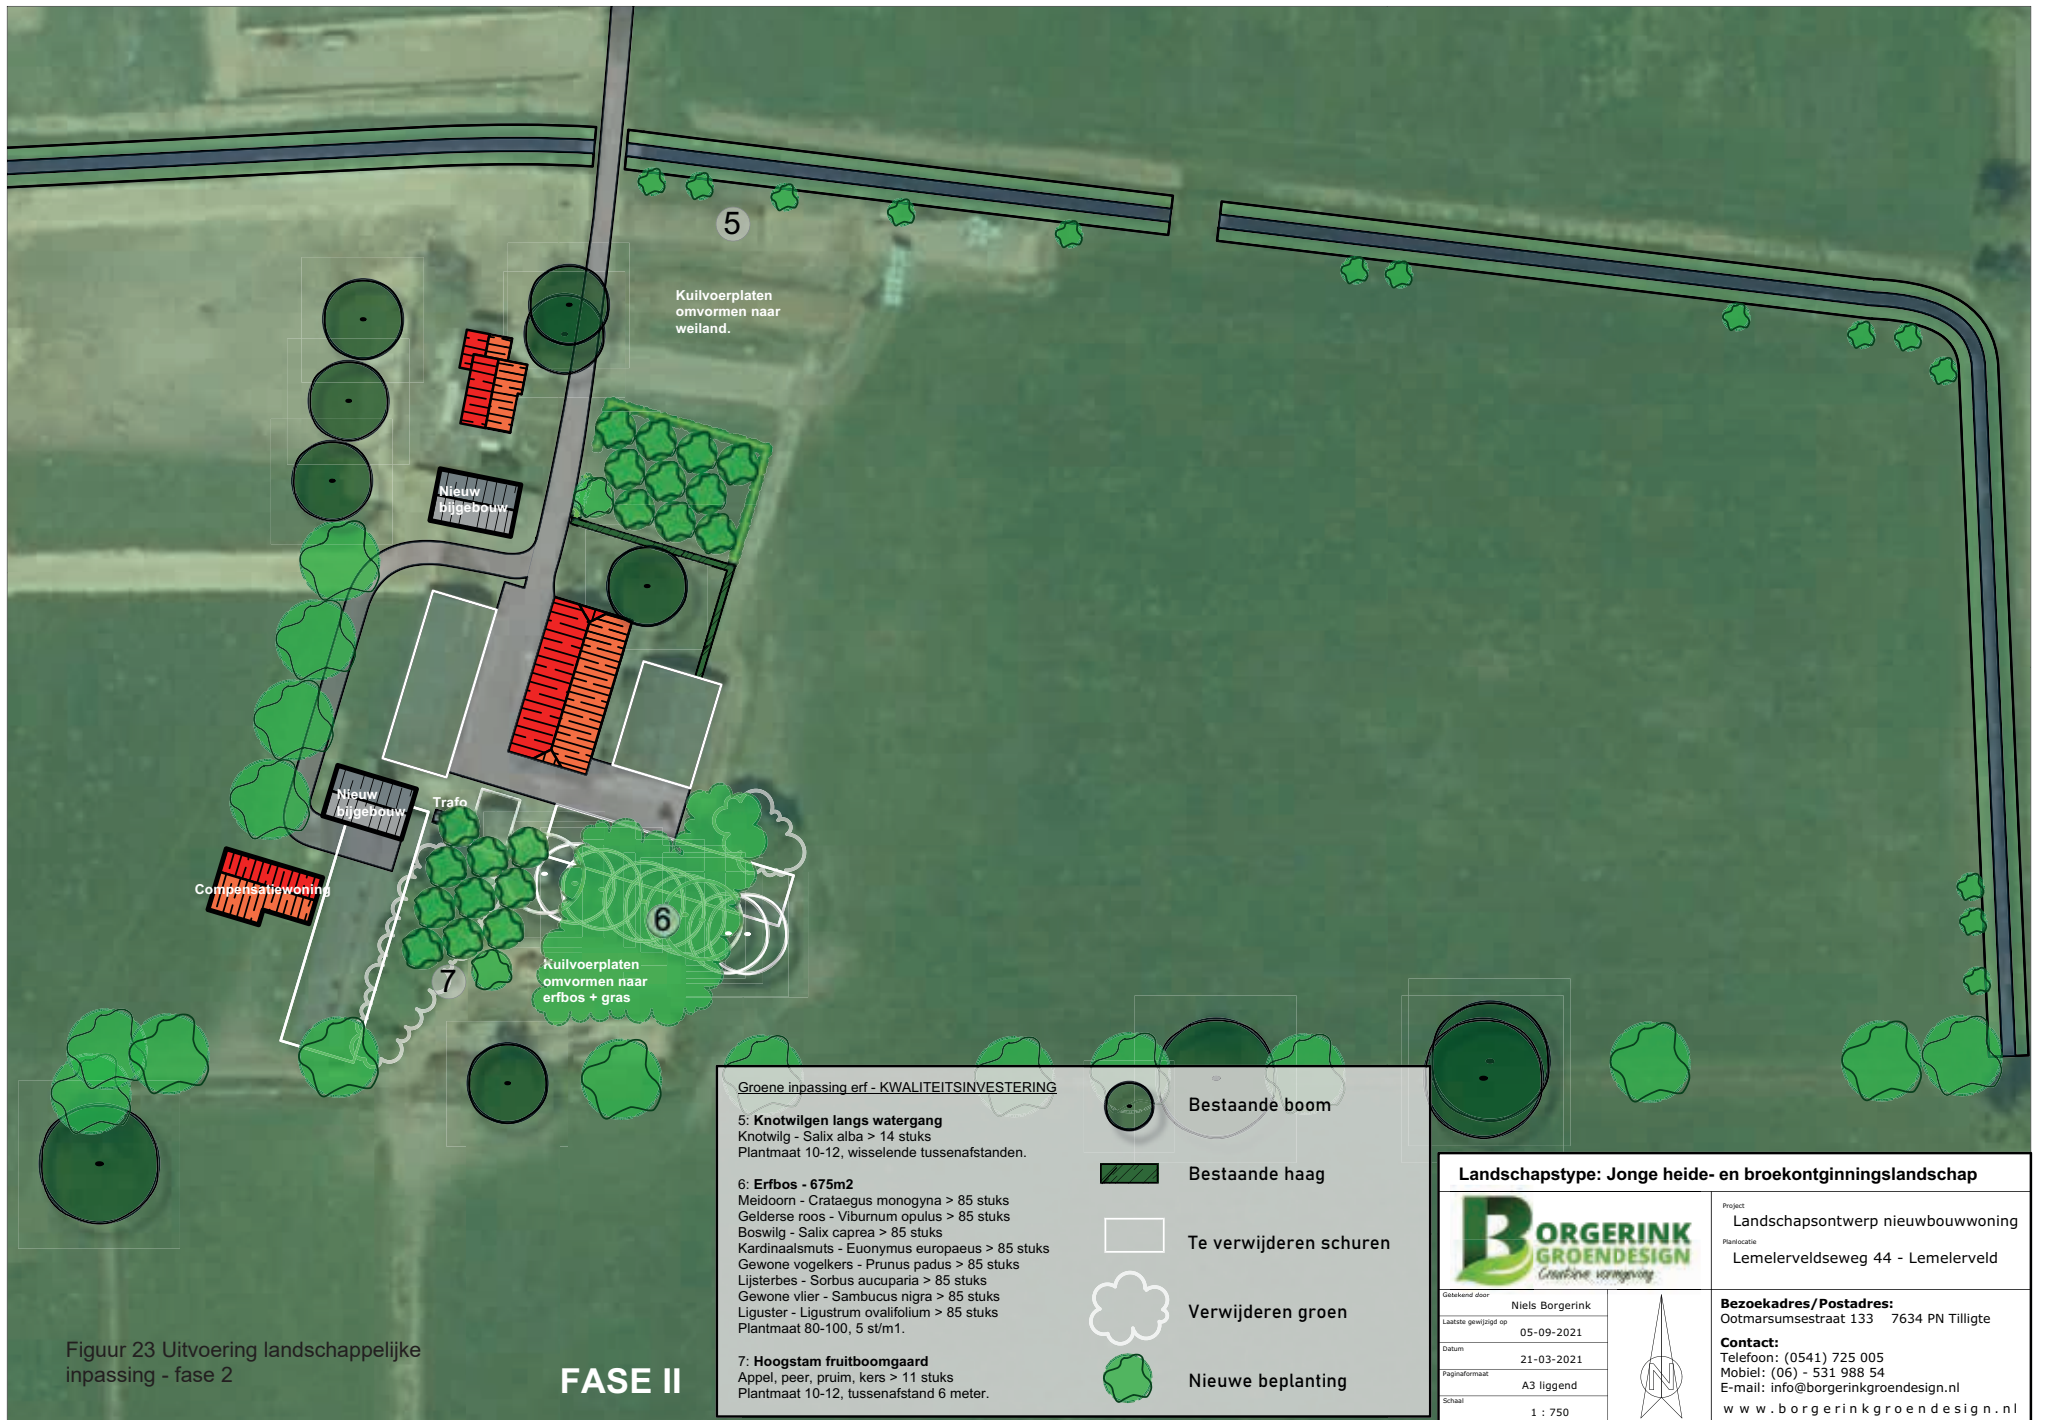 5
Kuilvoerplaten
omvormen naar
weiland.
Nieuw
bijgebouw
Nieuw
bijgebouw
Trafo
Compensatiewoning
6
7
Kuilvoerplaten
omvormen naar
erfbos + gras
Groene inpassing erf - KWALITEITSINVESTERING
5: Knotwilgen langs watergang
Knotwilg - Salix alba > 14 stuks
Plantmaat 10-12, wisselende tussenafstanden.
6: Erfbos - 675m2
Meidoorn - Crataegus monogyna > 85 stuks
Gelderse roos - Viburnum opulus > 85 stuks
Boswilg - Salix caprea > 85 stuks
Kardinaalsmuts - Euonymus europaeus > 85 stuks
Gewone vogelkers - Prunus padus > 85 stuks
Lijsterbes - Sorbus aucuparia > 85 stuks
Gewone vlier - Sambucus nigra > 85 stuks
Liguster - Ligustrum ovalifolium > 85 stuks
Plantmaat 80-100, 5 st/m1.
7: Hoogstam fruitboomgaard
Appel, peer, pruim, kers > 11 stuks
Plantmaat 10-12, tussenafstand 6 meter.
Bestaande boom
Bestaande haag
Te verwijderen schuren
Verwijderen groen
Nieuwe beplanting
Figuur 23 Uitvoering landschappelijke
inpassing - fase 2
FASE II
Landschapstype: Jonge heide- en broekontginningslandschap
BORGERINK
GROENDESIGN
Creatieve vormgeving
Project
Landschapsontwerp nieuwbouwwoning
Planlocatie
Lemelerveldseweg 44 - Lemelerveld
Getekend door
Niels Borgerink
Laatste gewijzigd op
05-09-2021
Datum
21-03-2021
Paginaformaat
A3 liggend
Schaal
1 : 750
N
Bezoekadres/Postadres:
Ootmarsumsestraat 133 7634 PN Tilligte
Contact:
Telefoon: (0541) 725 005
Mobiel: (06) - 531 988 54
E-mail: info@borgerinkgroendesign.nl
www.borgerinkgroendesign.nl